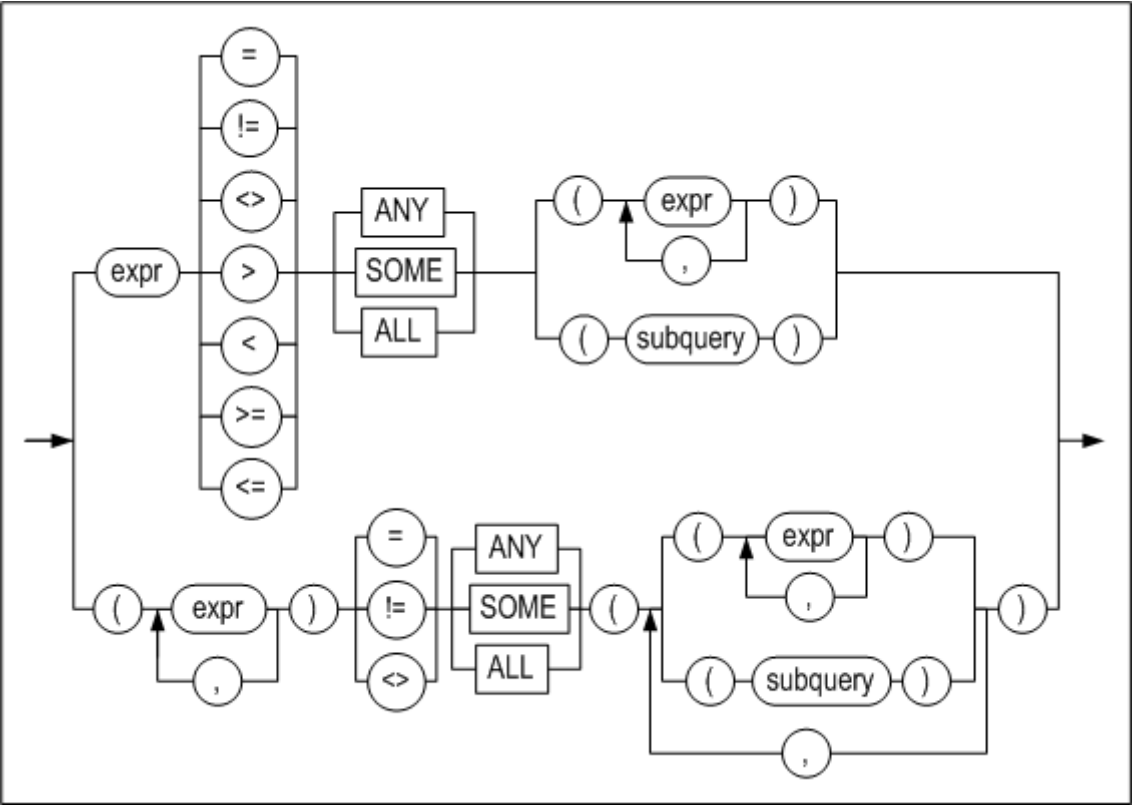 =
!=
<>
ANY
( expr )
,
expr > SOME
< ALL
( subquery )
>=
<=
= ANY
( expr )
,
( expr ) != SOME ( )
,
<> ALL
( subquery )
,